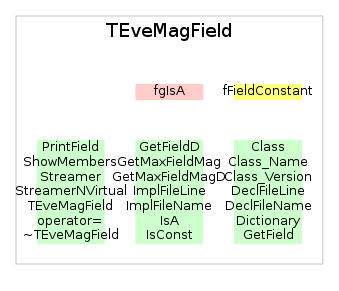 TEveMagField
fgIsA
fFieldConstant
PrintField
ShowMembers
Streamer
StreamerNVirtual
TEveMagField
operator=
~TEveMagField
GetFieldD
GetMaxFieldMag
GetMaxFieldMagD
ImplFileLine
ImplFileName
IsA
IsConst
Class
Class_Name
Class_Version
DeclFileLine
DeclFileName
Dictionary
GetField